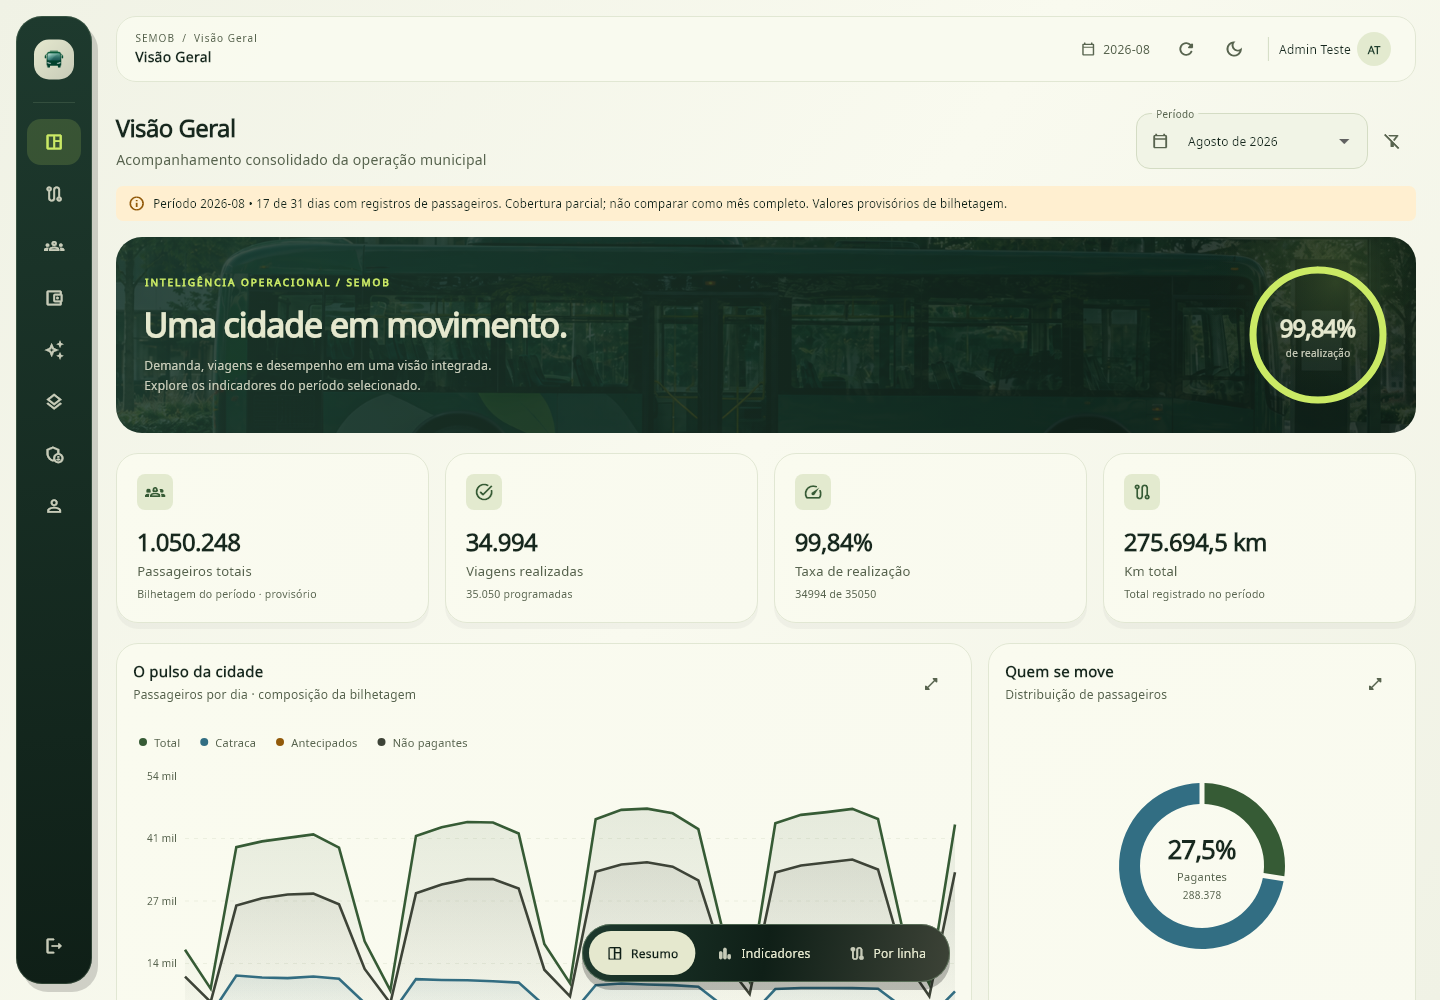 SEMOB / Visão Geral
Visão Geral
2026-08
Admin Teste
AT
Visão Geral
Acompanhamento consolidado da operação municipal
Período
Agosto de 2026
Período 2026-08 • 17 de 31 dias com registros de passageiros. Cobertura parcial; não comparar como mês completo. Valores provisórios de bilhetagem.
INTELIGÊNCIA OPERACIONAL / SEMOB
Uma cidade em movimento.
Demanda, viagens e desempenho em uma visão integrada.
Explore os indicadores do período selecionado.
99,84%
de realização
1.050.248
Passageiros totais
Bilhetagem do período · provisório
34.994
Viagens realizadas
35.050 programadas
99,84%
Taxa de realização
34994 de 35050
275.694,5 km
Km total
Total registrado no período
O pulso da cidade
Passageiros por dia · composição da bilhetagem
Total
Catraca
Antecipados
Não pagantes
54 mil
41 mil
27 mil
14 mil
Quem se move
Distribuição de passageiros
27,5%
Pagantes
288.378
Resumo
Indicadores
Por linha